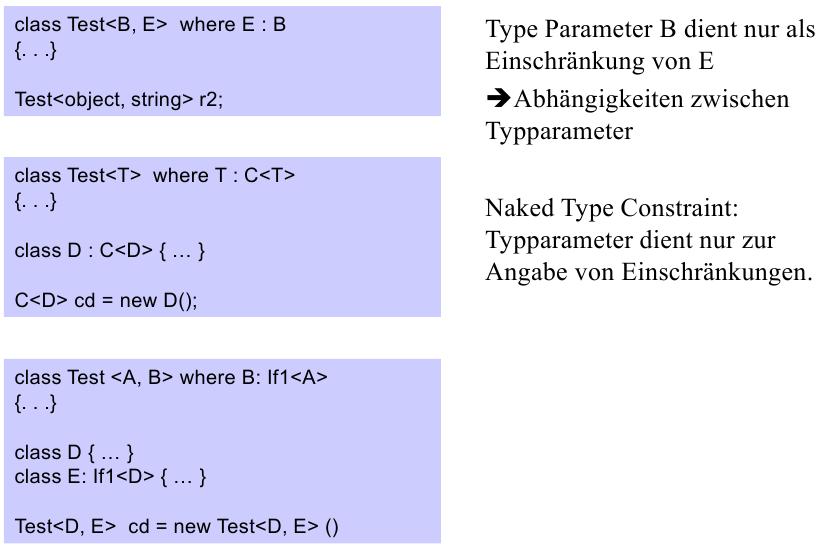 class Test<B, E>  where E : B
{. . .}
Test<object, string> r2;
Type Parameter B dient nur als
Einschränkung von E
➔Abhängigkeiten zwischen
Typparameter
class Test<T>  where T : C<T>
{. . .}
class D : C<D> { … }
C<D> cd = new D();
Naked Type Constraint:
Typparameter dient nur zur
Angabe von Einschränkungen.
class Test <A, B> where B: If1<A>
{. . .}
class D { … }
class E: If1<D> { … }
Test<D, E>  cd = new Test<D, E> ()